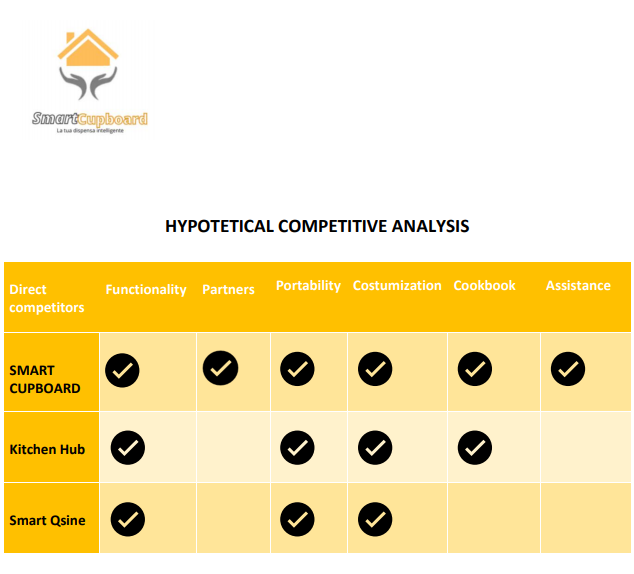 SmartCupboard
La tua dispensa intelligente
HYPOTETICAL COMPETITIVE ANALYSIS
Direct competitors Functionality Partners Portability Costumization Cookbook Assistance
SMART CUPBOARD
Kitchen Hub
Smart Qsine